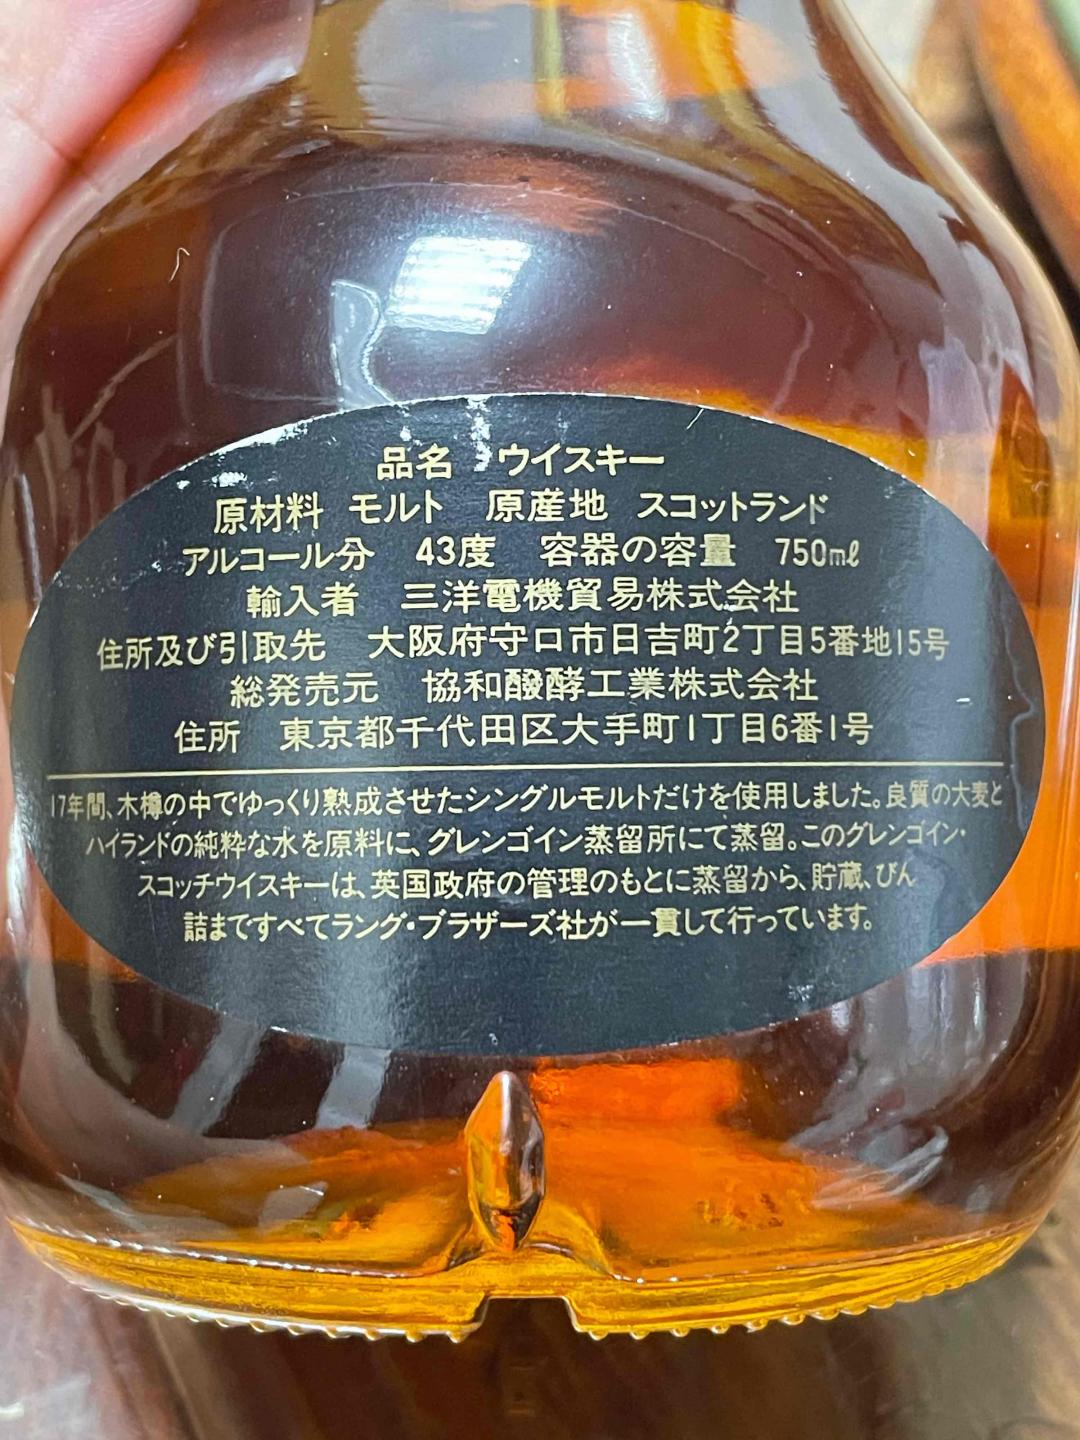 品名 ウイスキー
原材料 モルト 原産地 スコットランド
アルコール分 43度 容器の容量 750mℓ
輸入者 三洋電機貿易株式会社
住所及び引取先 大阪府守口市日吉町2丁目5番地15号
総発売元 協和醱酵工業株式会社
住所 東京都千代田区大手町1丁目6番1号
17年間、木樽の中でゆっくり熟成させたシングルモルトだけを使用しました。良質の大麦と
ハイランドの純粋な水を原料に、グレンゴイン蒸留所にて蒸留。このグレンゴイン・
スコッチウイスキーは、英国政府の管理のもとに蒸留から、貯蔵、びん
詰まですべてラング・ブラザーズ社が一貫して行っています。